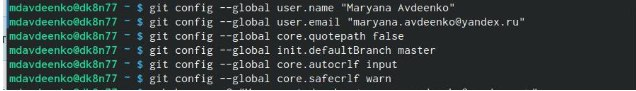 mdavdeenko@dk8n77 ~ $ git config --global user.name "Maryana Avdeenko"
mdavdeenko@dk8n77 ~ $ git config --global user.email "maryana.avdeenko@yandex.ru"
mdavdeenko@dk8n77 ~ $ git config --global core.quotepath false
mdavdeenko@dk8n77 ~ $ git config --global init.defaultBranch master
mdavdeenko@dk8n77 ~ $ git config --global core.autocrlf input
mdavdeenko@dk8n77 ~ $ git config --global core.safecrlf warn